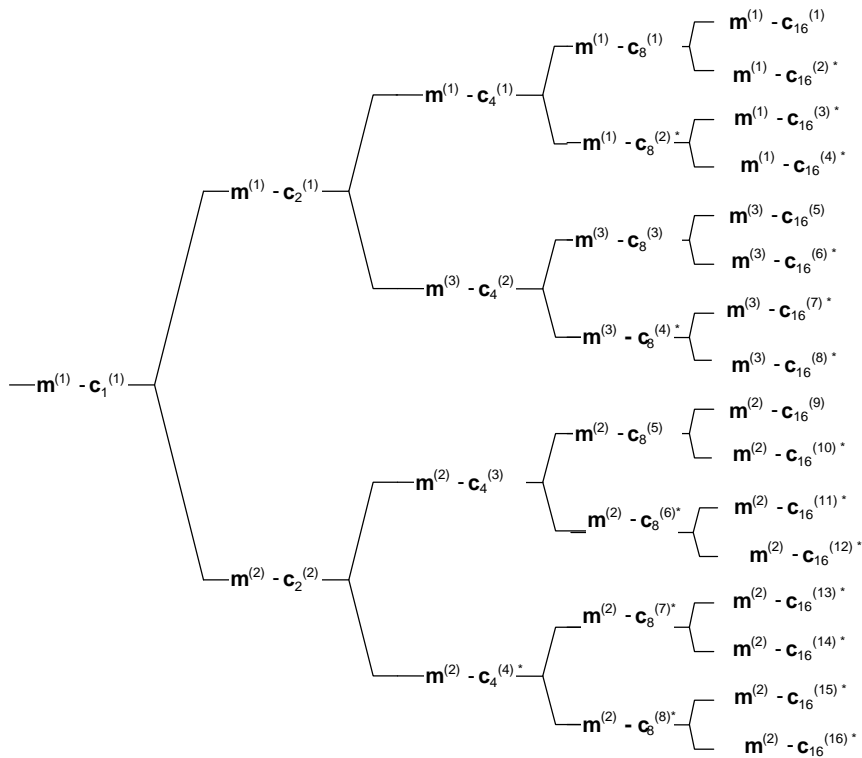 m⁽¹⁾ - c₁₆⁽¹⁾
m⁽¹⁾ - c₈⁽¹⁾
m⁽¹⁾ - c₁₆⁽²⁾ *
m⁽¹⁾ - c₄⁽¹⁾
m⁽¹⁾ - c₁₆⁽³⁾ *
m⁽¹⁾ - c₈⁽²⁾ *
m⁽¹⁾ - c₁₆⁽⁴⁾ *
m⁽¹⁾ - c₂⁽¹⁾
m⁽³⁾ - c₁₆⁽⁵⁾
m⁽³⁾ - c₈⁽³⁾
m⁽³⁾ - c₁₆⁽⁶⁾ *
m⁽³⁾ - c₄⁽²⁾
m⁽³⁾ - c₁₆⁽⁷⁾ *
m⁽³⁾ - c₈⁽⁴⁾ *
m⁽³⁾ - c₁₆⁽⁸⁾ *
m⁽¹⁾ - c₁⁽¹⁾
m⁽²⁾ - c₁₆⁽⁹⁾
m⁽²⁾ - c₈⁽⁵⁾
m⁽²⁾ - c₁₆⁽¹⁰⁾ *
m⁽²⁾ - c₄⁽³⁾
m⁽²⁾ - c₁₆⁽¹¹⁾ *
m⁽²⁾ - c₈⁽⁶⁾*
m⁽²⁾ - c₁₆⁽¹²⁾ *
m⁽²⁾ - c₂⁽²⁾
m⁽²⁾ - c₁₆⁽¹³⁾ *
m⁽²⁾ - c₈⁽⁷⁾*
m⁽²⁾ - c₁₆⁽¹⁴⁾ *
m⁽²⁾ - c₄⁽⁴⁾ *
m⁽²⁾ - c₁₆⁽¹⁵⁾ *
m⁽²⁾ - c₈⁽⁸⁾*
m⁽²⁾ - c₁₆⁽¹⁶⁾ *